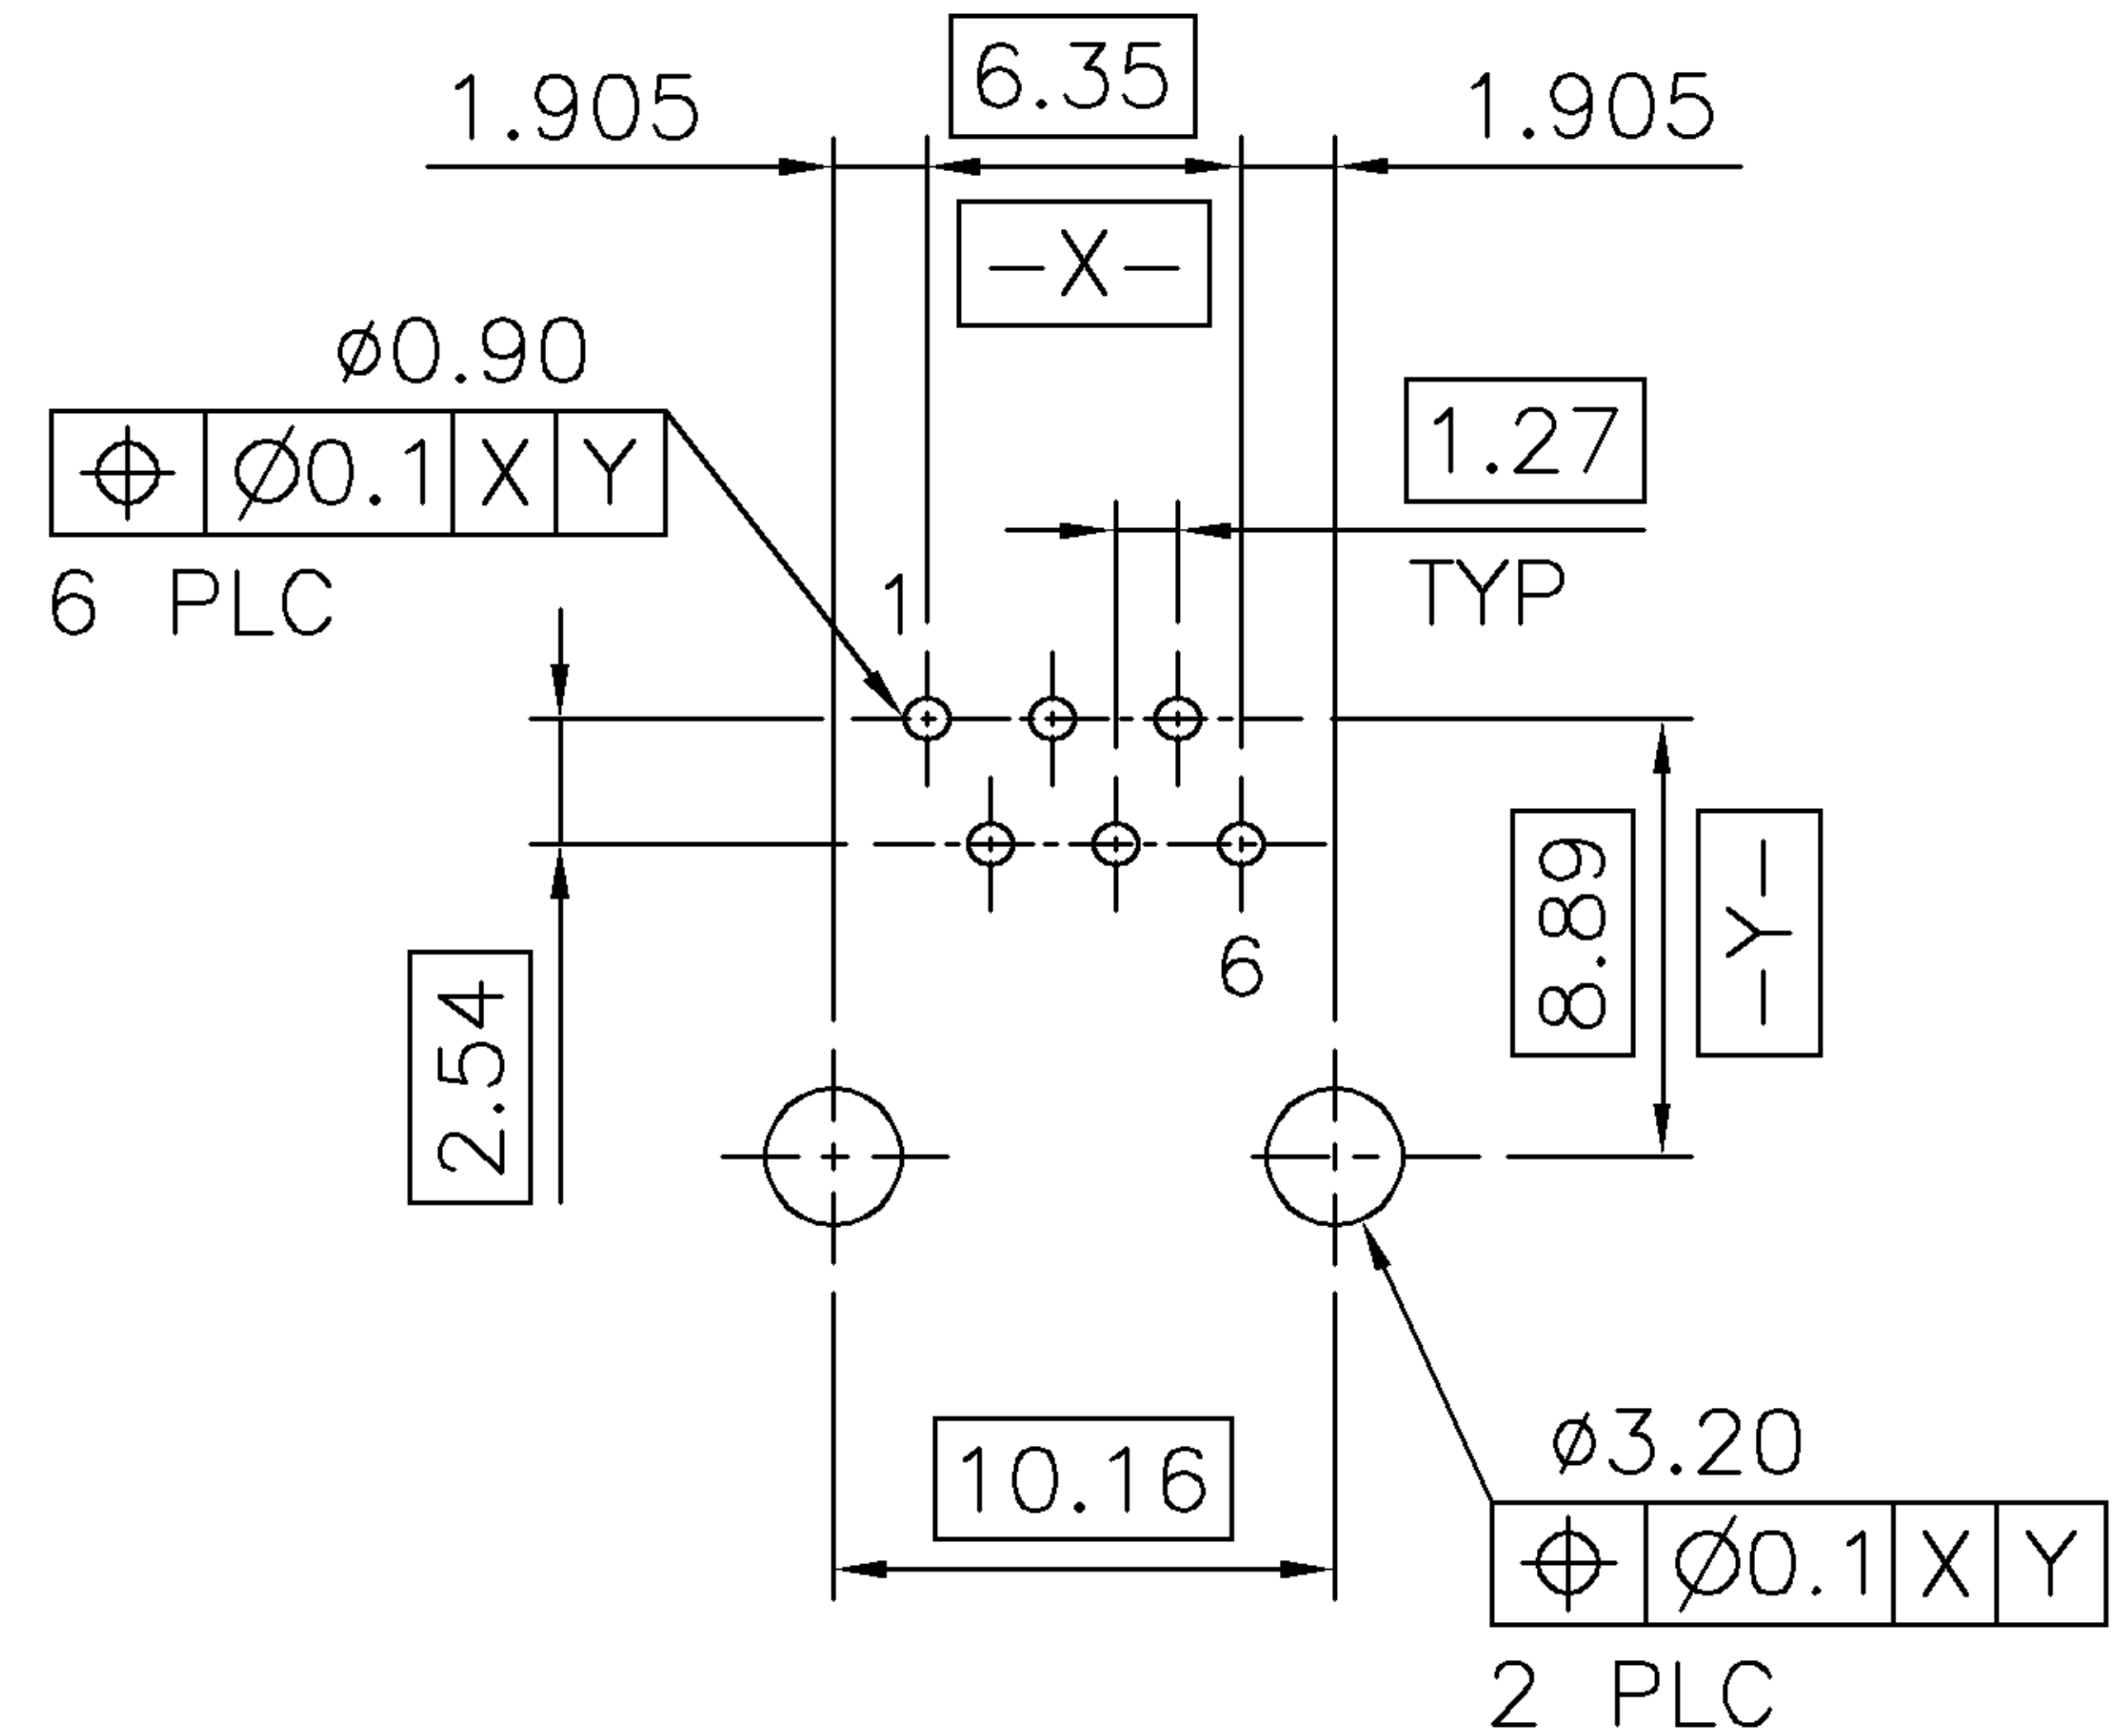 6.35
1.905
1.905
-X-
ø0.90
⌖ Ø0.1 X Y
6 PLC
1.27
TYP
1
6
8.89
-Y-
2.54
10.16
ø3.20
⌖ Ø0.1 X Y
2 PLC